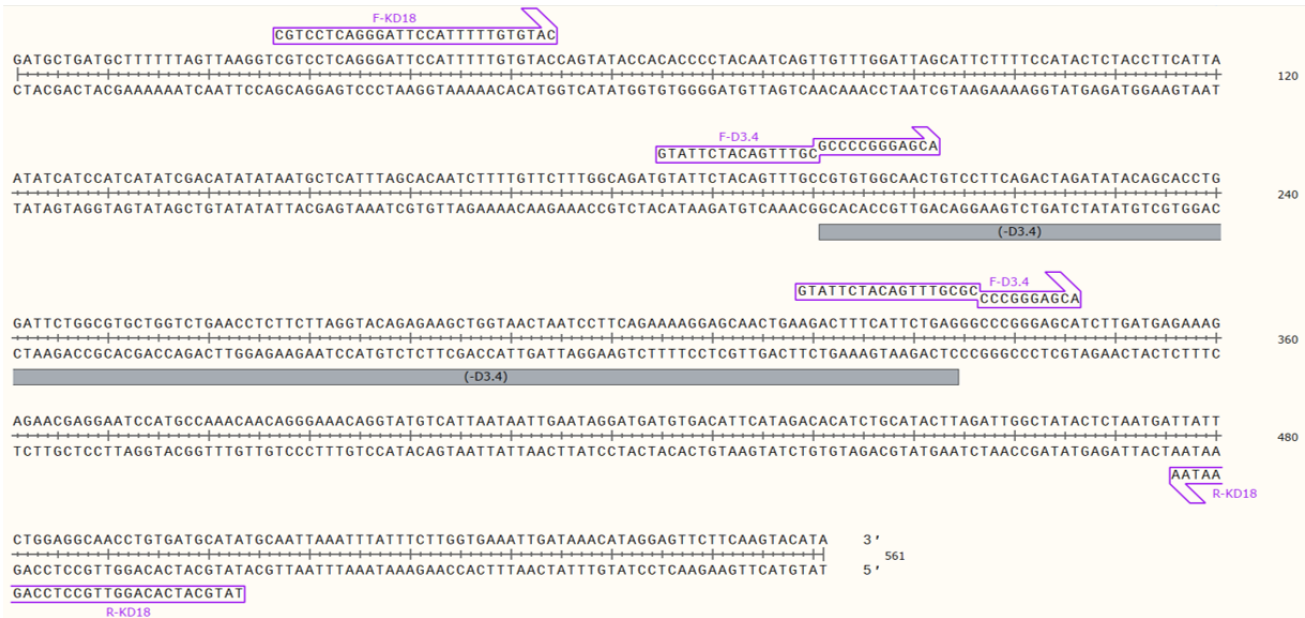 F-KD18
CGTCCTCAGGGATTCCATTTTTGTGTAC
GATGCTGATGCTTTTTTAGTTAAGGTCGTCCTCAGGGATTCCATTTTTGTGTACCAGTATACCACACCCCTACAATCAGTTGTTTGGATTAGCATTCTTTTCCATACTCTACCTTCATTA
120
CTACGACTACGAAAAAATCAATTCCAGCAGGAGTCCCTAAGGTAAAAACACATGGTCATATGGTGTGGGGATGTTAGTCAACAAACCTAATCGTAAGAAAAGGTATGAGATGGAAGTAAT
F-D3.4
GTATTCTACAGTTTGC GCCCCGGGAGCA
ATATCATCCATCATATCGACATATATAATGCTCATTTAGCACAATCTTTTGTTCTTTGGCAGATGTATTCTACAGTTTGCCGTGTGGCAACTGTCCTTCAGACTAGATATACAGCACCTG
240
TATAGTAGGTAGTATAGCTGTATATATTACGAGTAAATCGTGTTAGAAAACAAGAAACCGTCTACATAAGATGTCAAACGGCACACCGTTGACAGGAAGTCTGATCTATATGTCGTGGAC
(-D3.4)
F-D3.4
GTATTCTACAGTTTGCGC CCCGGGAGCA
GATTCTGGCGTGCTGGTCTGAACCTCTTCTTAGGTACAGAGAAGCTGGTAACTAATCCTTCAGAAAAGGAGCAACTGAAGACTTTCATTCTGAGGGCCCGGGAGCATCTTGATGAGAAAG
360
CTAAGACCGCACGACCAGACTTGGAGAAGAATCCATGTCTCTTCGACCATTGATTAGGAAGTCTTTTCCTCGTTGACTTCTGAAAGTAAGACTCCCGGGCCCTCGTAGAACTACTCTTTC
(-D3.4)
AGAACGAGGAATCCATGCCAAACAACAGGGAAACAGGTATGTCATTAATAATTGAATAGGATGATGTGACATTCATAGACACATCTGCATACTTAGATTGGCTATACTCTAATGATTATT
480
TCTTGCTCCTTAGGTACGGTTTGTTGTCCCTTTGTCCATACAGTAATTATTAACTTATCCTACTACACTGTAAGTATCTGTGTAGACGTATGAATCTAACCGATATGAGATTACTAATAA
AATAA
R-KD18
CTGGAGGCAACCTGTGATGCATATGCAATTAAATTTATTTCTTGGTGAAATTGATAAACATAGGAGTTCTTCAAGTACATA 3'
561
GACCTCCGTTGGACACTACGTATACGTTAATTTAAATAAAGAACCACTTTAACTATTTGTATCCTCAAGAAGTTCATGTAT 5'
GACCTCCGTTGGACACTACGTAT
R-KD18